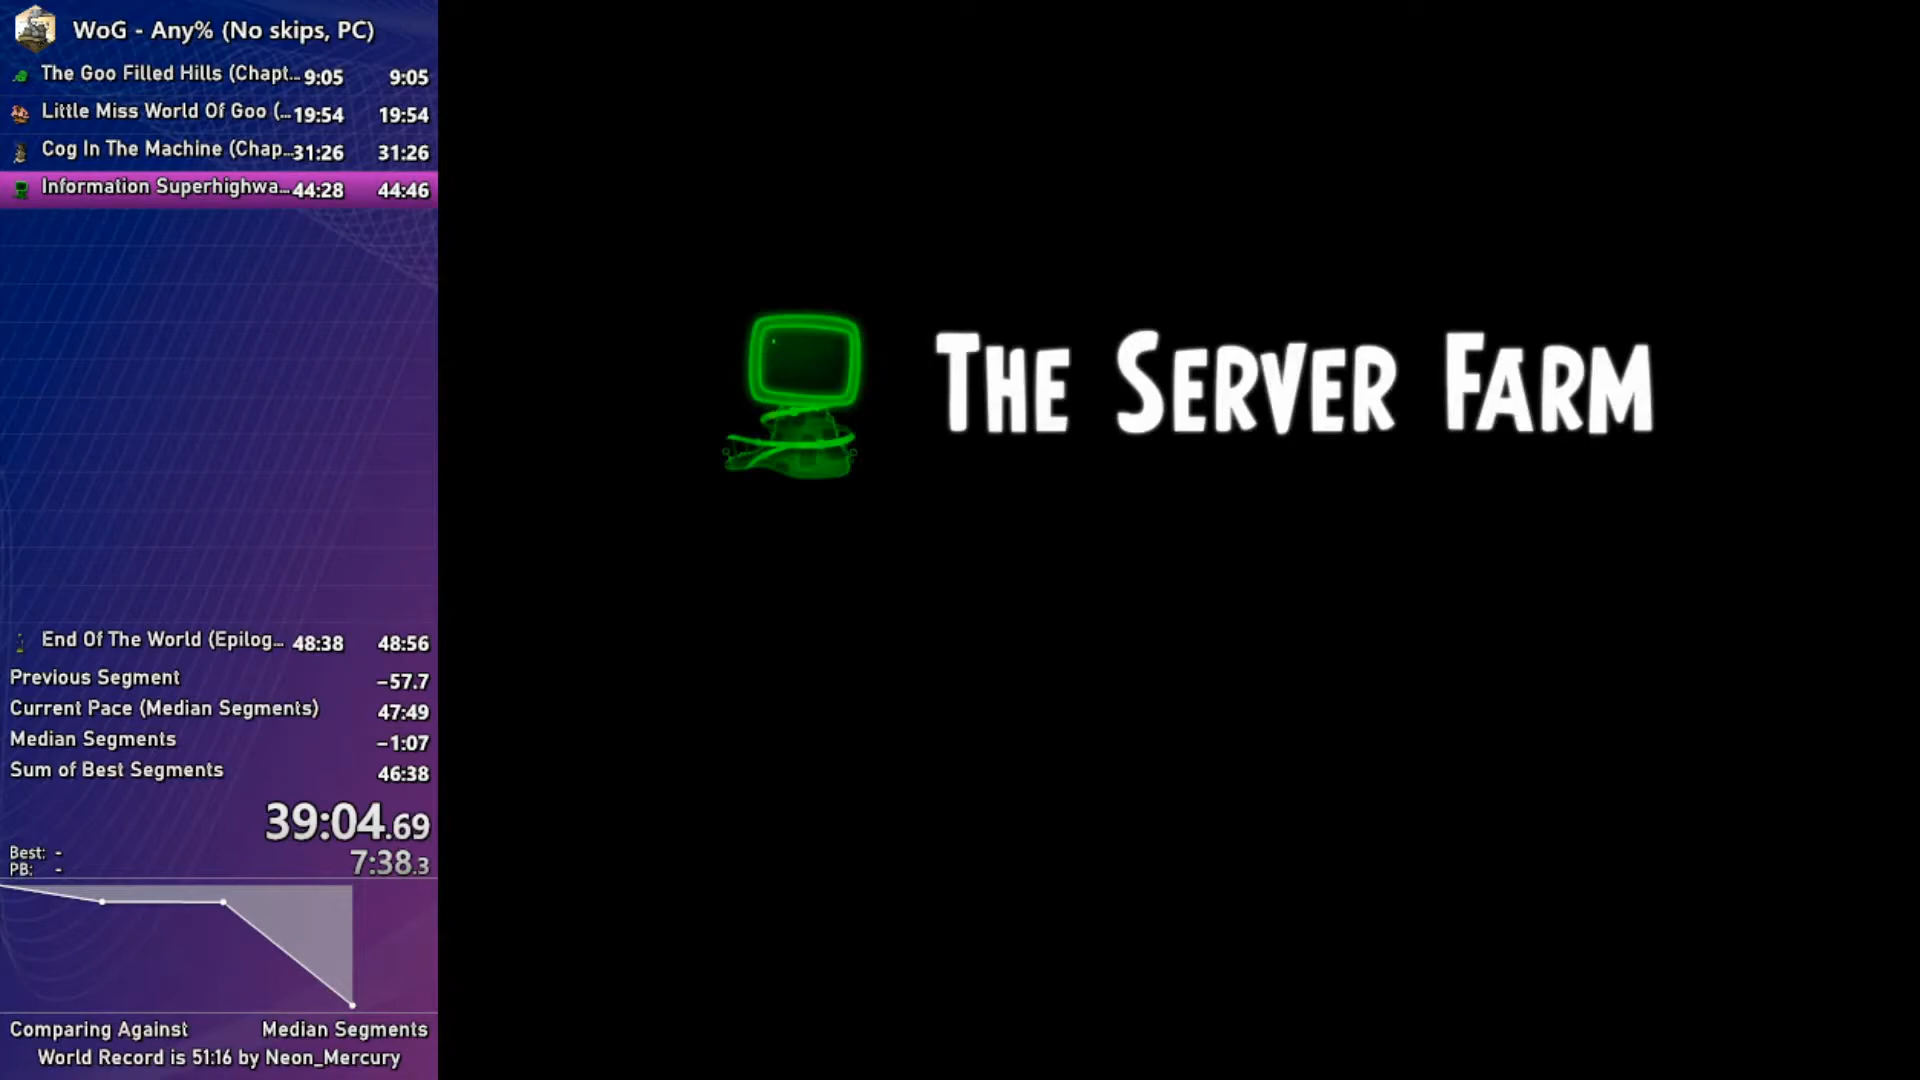 WoG - Any% (No skips, PC)
The Goo Filled Hills (Chapt... 9:05 9:05
Little Miss World Of Goo (... 19:54 19:54
Cog In The Machine (Chap... 31:26 31:26
Information Superhighwa... 44:28 44:46
The Server Farm
End Of The World (Epilog... 48:38 48:56
Previous Segment −57.7
Current Pace (Median Segments) 47:49
Median Segments −1:07
Sum of Best Segments 46:38
39:04.69
Best: - 7:38.3
PB: -
Comparing Against Median Segments
World Record is 51:16 by Neon_Mercury